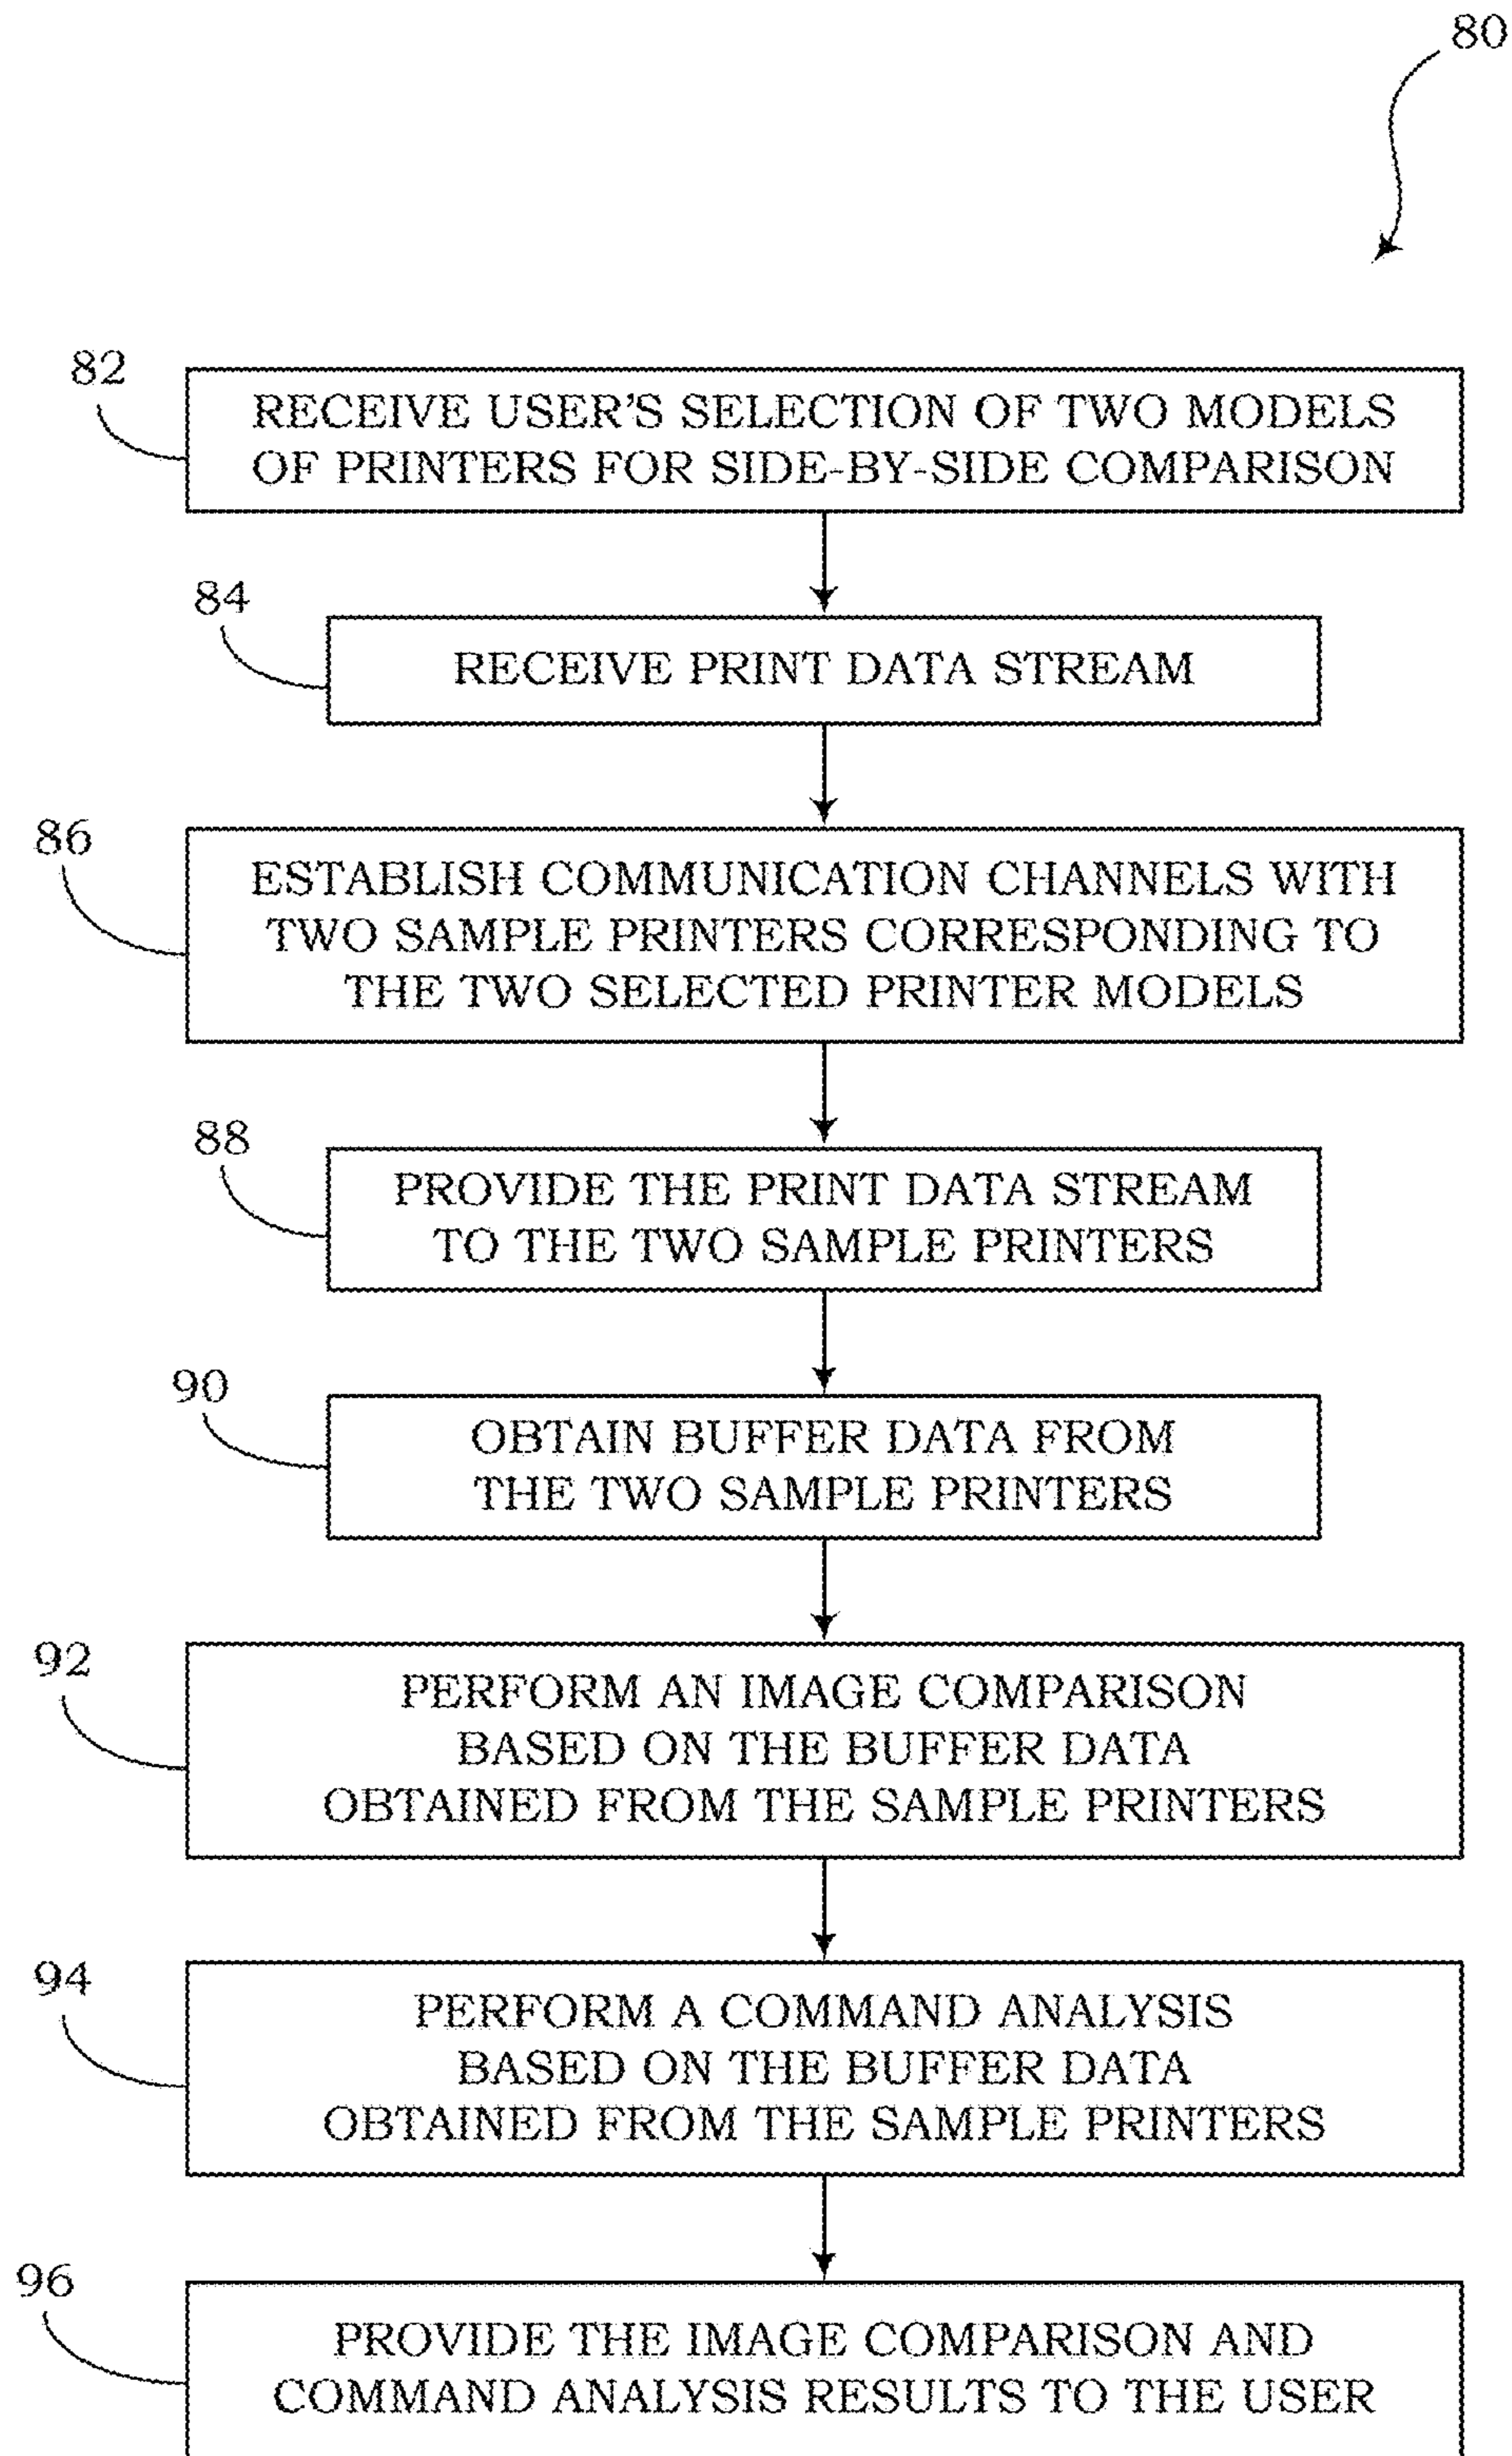 80
82
RECEIVE USER'S SELECTION OF TWO MODELS
OF PRINTERS FOR SIDE-BY-SIDE COMPARISON
84
RECEIVE PRINT DATA STREAM
86
ESTABLISH COMMUNICATION CHANNELS WITH
TWO SAMPLE PRINTERS CORRESPONDING TO
THE TWO SELECTED PRINTER MODELS
88
PROVIDE THE PRINT DATA STREAM
TO THE TWO SAMPLE PRINTERS
90
OBTAIN BUFFER DATA FROM
THE TWO SAMPLE PRINTERS
92
PERFORM AN IMAGE COMPARISON
BASED ON THE BUFFER DATA
OBTAINED FROM THE SAMPLE PRINTERS
94
PERFORM A COMMAND ANALYSIS
BASED ON THE BUFFER DATA
OBTAINED FROM THE SAMPLE PRINTERS
96
PROVIDE THE IMAGE COMPARISON AND
COMMAND ANALYSIS RESULTS TO THE USER